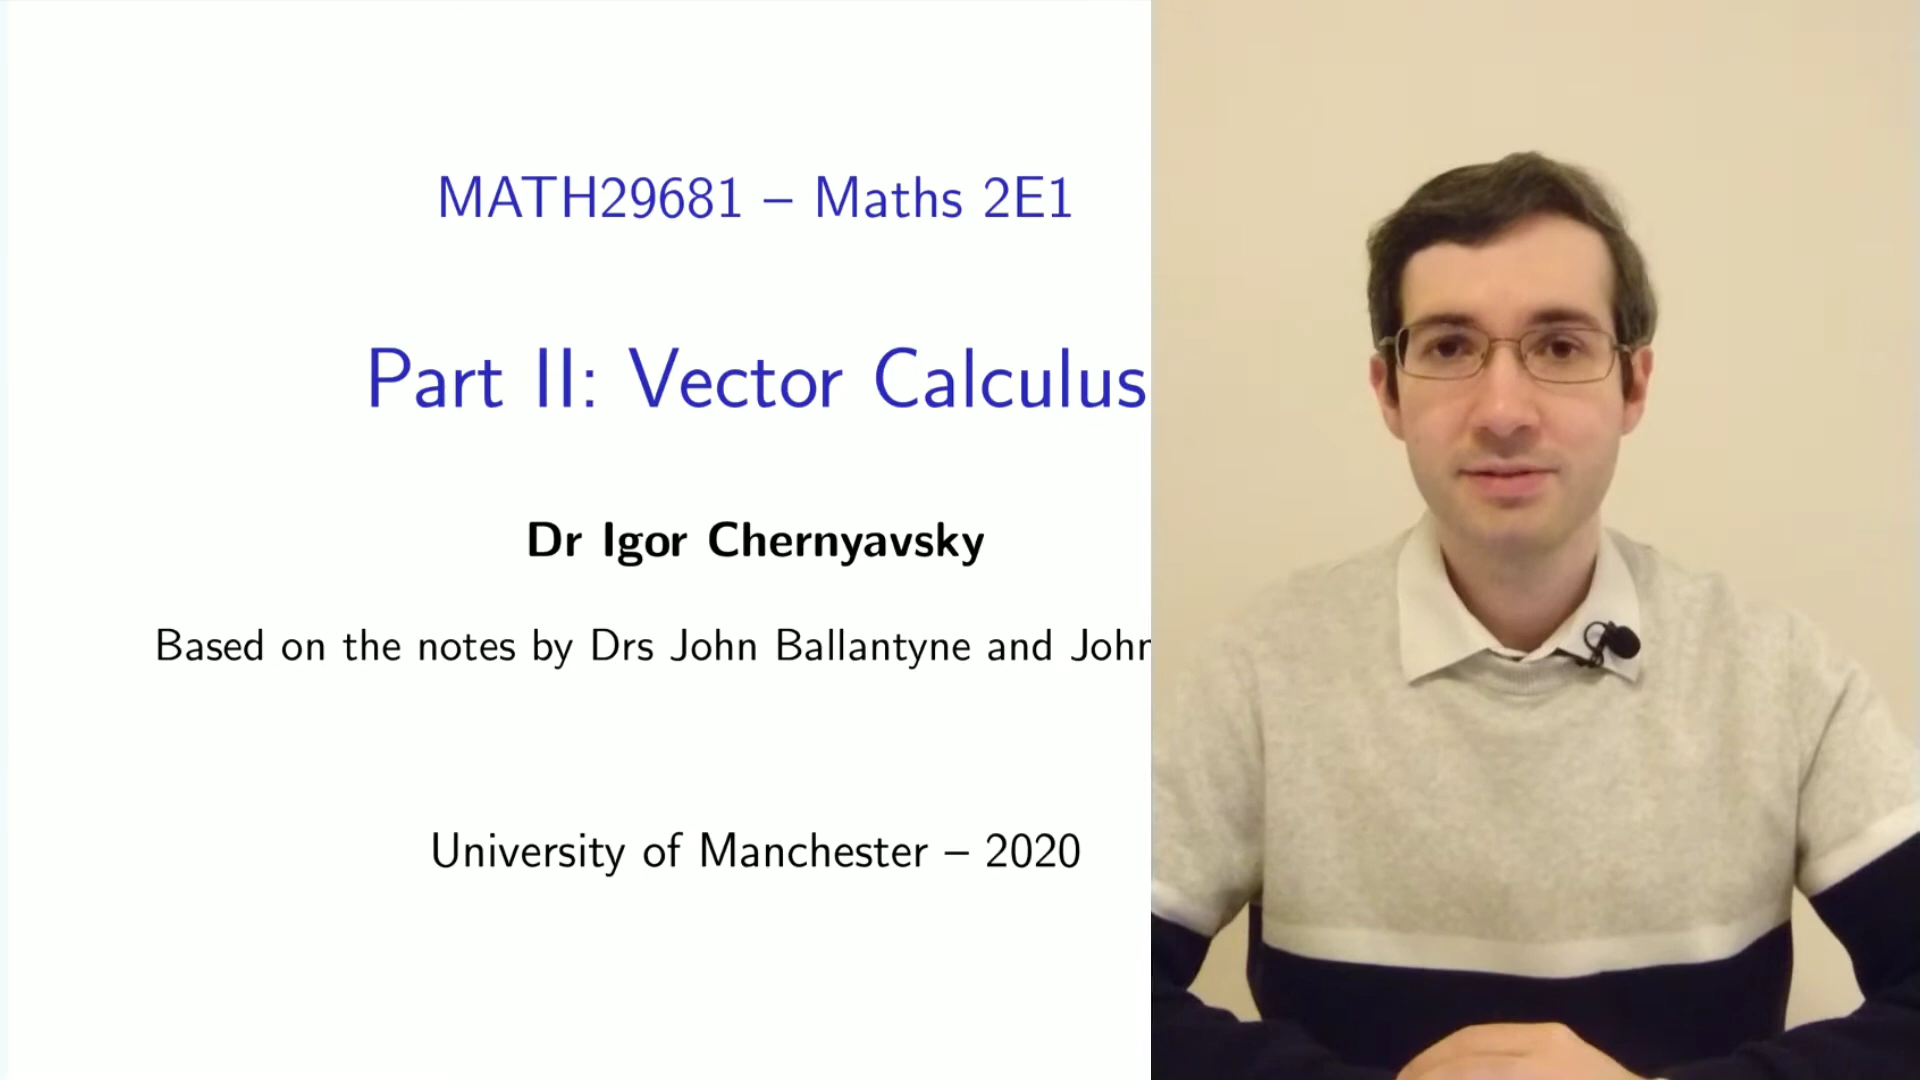 MATH29681 – Maths 2E1
Part II: Vector Calculus
Dr Igor Chernyavsky
Based on the notes by Drs John Ballantyne and John
University of Manchester – 2020